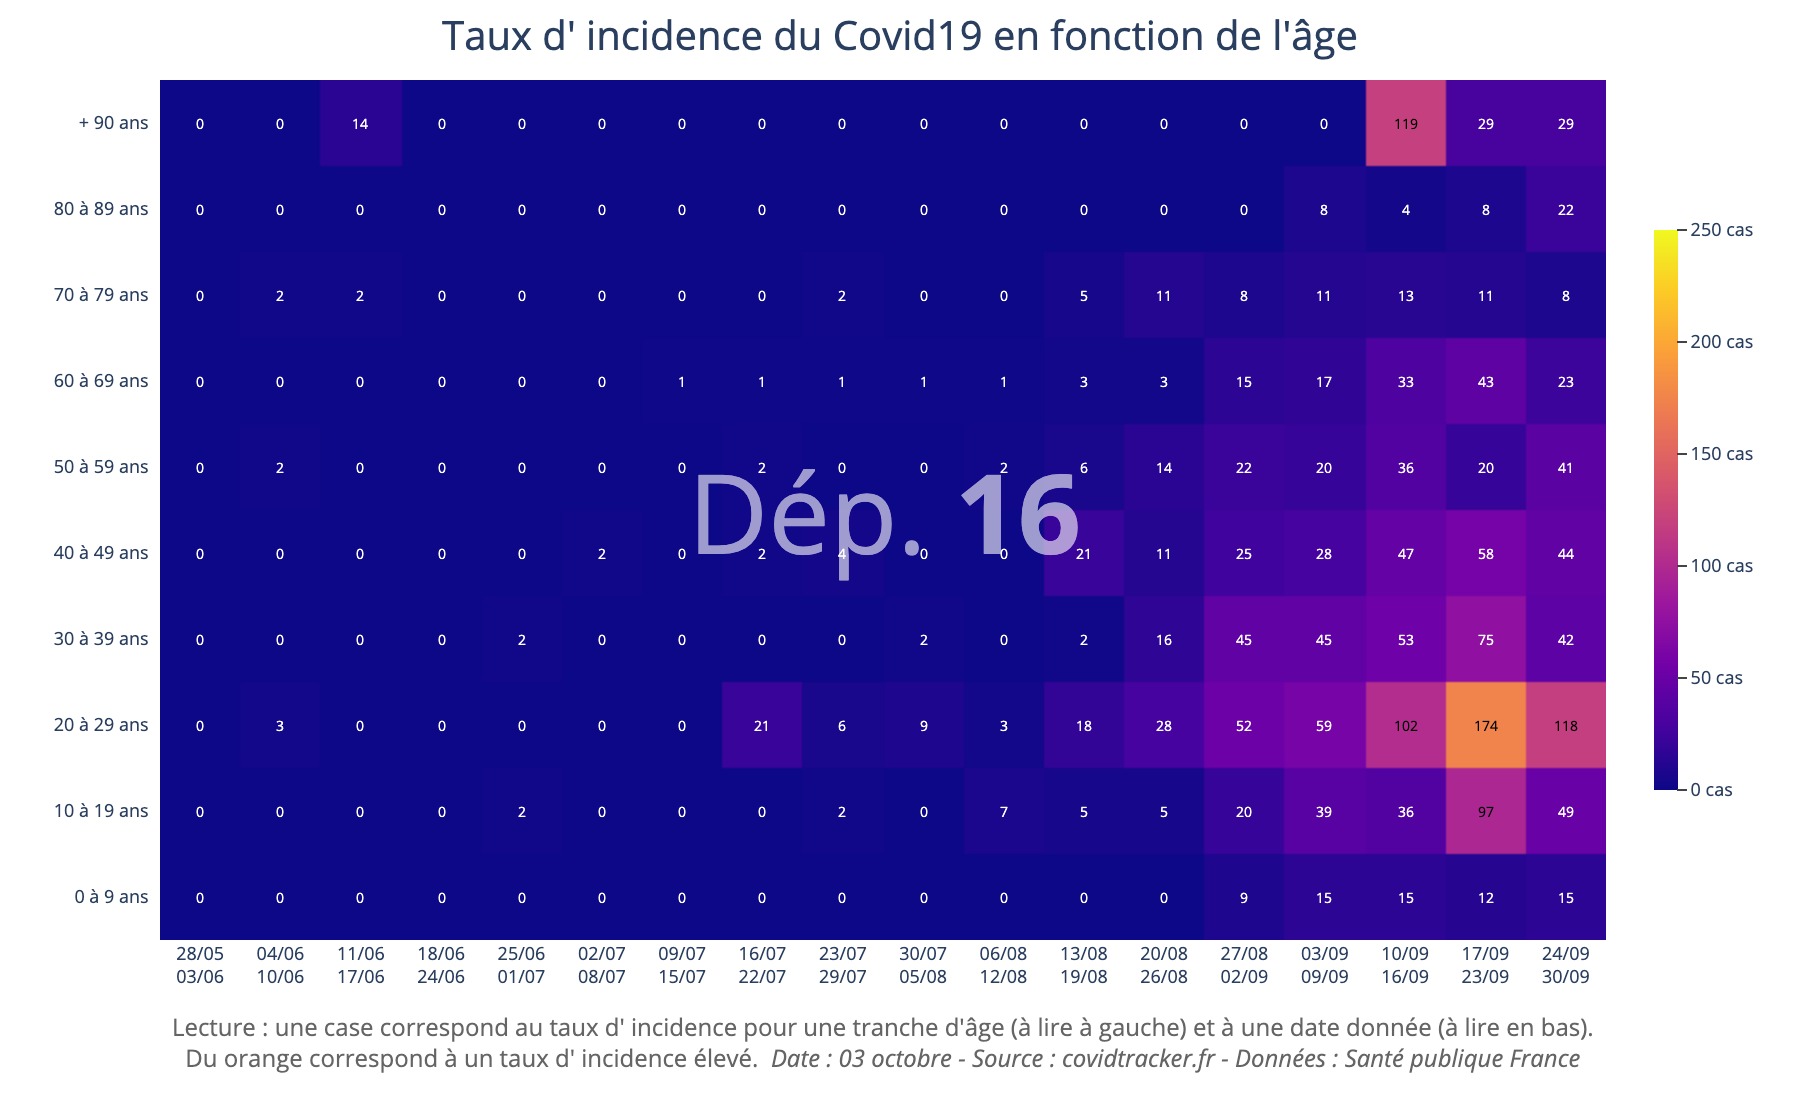 Taux d' incidence du Covid19 en fonction de l'âge
+ 90 ans 0 0 14 0 0 0 0 0 0 0 0 0 0 0 0 119 29 29
80 à 89 ans 0 0 0 0 0 0 0 0 0 0 0 0 0 0 8 4 8 22
250 cas
70 à 79 ans 0 2 2 0 0 0 0 0 2 0 0 5 11 8 11 13 11 8
200 cas
60 à 69 ans 0 0 0 0 0 0 1 1 1 1 1 3 3 15 17 33 43 23
150 cas
50 à 59 ans 0 2 0 0 0 0 0 2 0 0 2 6 14 22 20 36 20 41
Dép. 16
40 à 49 ans 0 0 0 0 0 2 0 2 4 0 0 21 11 25 28 47 58 44
100 cas
30 à 39 ans 0 0 0 0 2 0 0 0 0 2 0 2 16 45 45 53 75 42
50 cas
20 à 29 ans 0 3 0 0 0 0 0 21 6 9 3 18 28 52 59 102 174 118
0 cas
10 à 19 ans 0 0 0 0 2 0 0 0 2 0 7 5 5 20 39 36 97 49
0 à 9 ans 0 0 0 0 0 0 0 0 0 0 0 0 0 9 15 15 12 15
28/05 04/06 11/06 18/06 25/06 02/07 09/07 16/07 23/07 30/07 06/08 13/08 20/08 27/08 03/09 10/09 17/09 24/09
03/06 10/06 17/06 24/06 01/07 08/07 15/07 22/07 29/07 05/08 12/08 19/08 26/08 02/09 09/09 16/09 23/09 30/09
Lecture : une case correspond au taux d' incidence pour une tranche d'âge (à lire à gauche) et à une date donnée (à lire en bas).
Du orange correspond à un taux d' incidence élevé. Date : 03 octobre - Source : covidtracker.fr - Données : Santé publique France